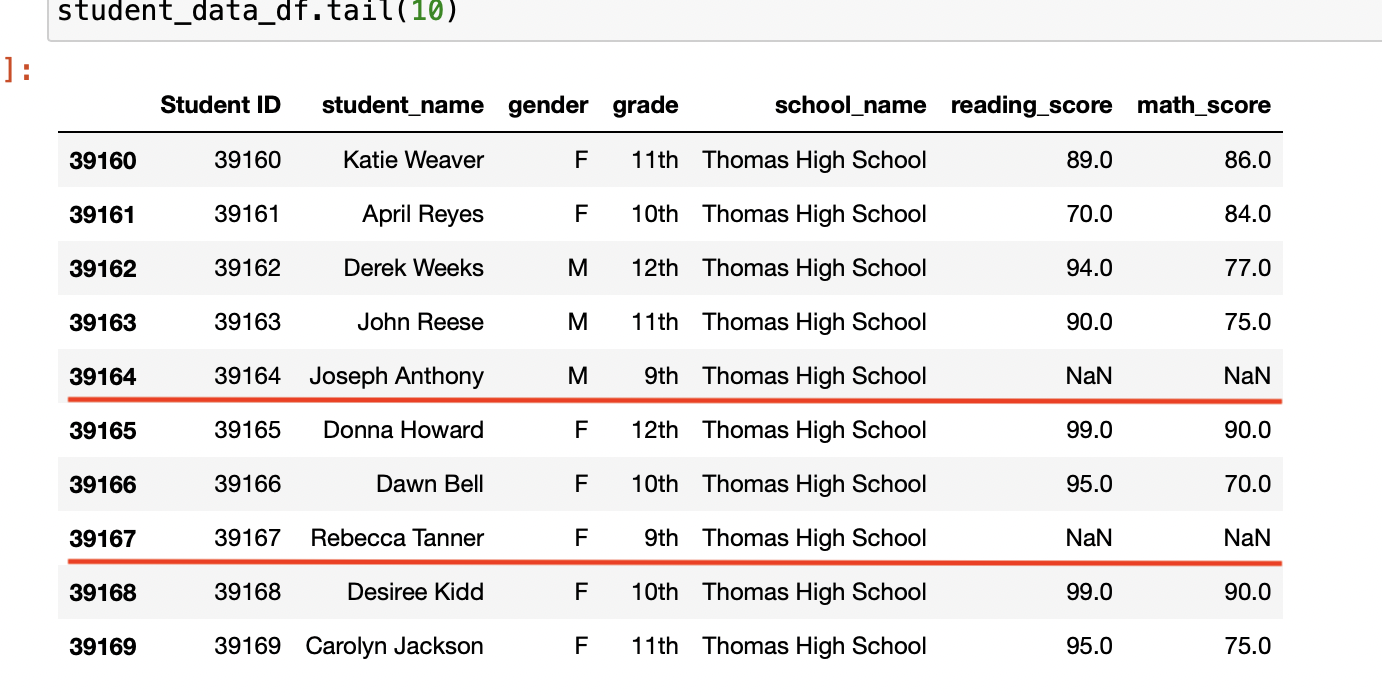 student_data_df.tail(10)
]:
Student ID student_name gender grade school_name reading_score math_score
39160 39160 Katie Weaver F 11th Thomas High School 89.0 86.0
39161 39161 April Reyes F 10th Thomas High School 70.0 84.0
39162 39162 Derek Weeks M 12th Thomas High School 94.0 77.0
39163 39163 John Reese M 11th Thomas High School 90.0 75.0
39164 39164 Joseph Anthony M 9th Thomas High School NaN NaN
39165 39165 Donna Howard F 12th Thomas High School 99.0 90.0
39166 39166 Dawn Bell F 10th Thomas High School 95.0 70.0
39167 39167 Rebecca Tanner F 9th Thomas High School NaN NaN
39168 39168 Desiree Kidd F 10th Thomas High School 99.0 90.0
39169 39169 Carolyn Jackson F 11th Thomas High School 95.0 75.0